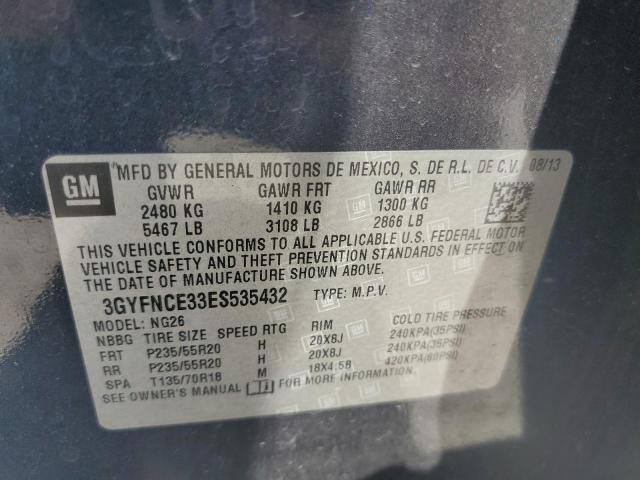 GM
MFD BY GENERAL MOTORS DE MEXICO, S. DE R.L. DE C.V. 08/13
GVWR GAWR FRT GAWR RR
2480 KG 1410 KG 1300 KG
5467 LB 3108 LB 2866 LB
THIS VEHICLE CONFORMS TO ALL APPLICABLE U.S. FEDERAL MOTOR
VEHICLE SAFETY AND THEFT PREVENTION STANDARDS IN EFFECT ON
THE DATE OF MANUFACTURE SHOWN ABOVE.
3GYFNCE33ES535432 TYPE: M.P.V.
MODEL: NG26
NBBG TIRE SIZE SPEED RTG RIM COLD TIRE PRESSURE
FRT P235/55R20 H 20X8J 240KPA(35PSI)
RR P235/55R20 H 20X8J 240KPA(35PSI)
SPA T135/70R18 M 18X4.5B 420KPA(60PSI)
SEE OWNER'S MANUAL FOR MORE INFORMATION.